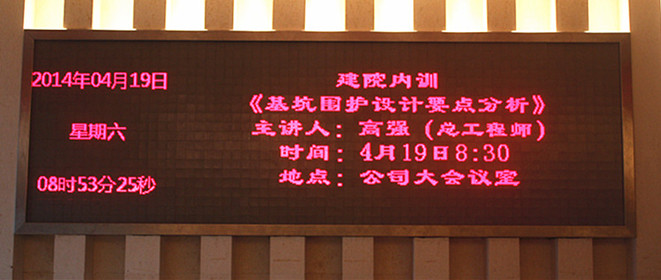 2014年04月19日
星期六
08时53分25秒
建院内训
《基坑围护设计要点分析》
主讲人：高强（总工程师）
时间：4月19日8:30
地点：公司大会议室